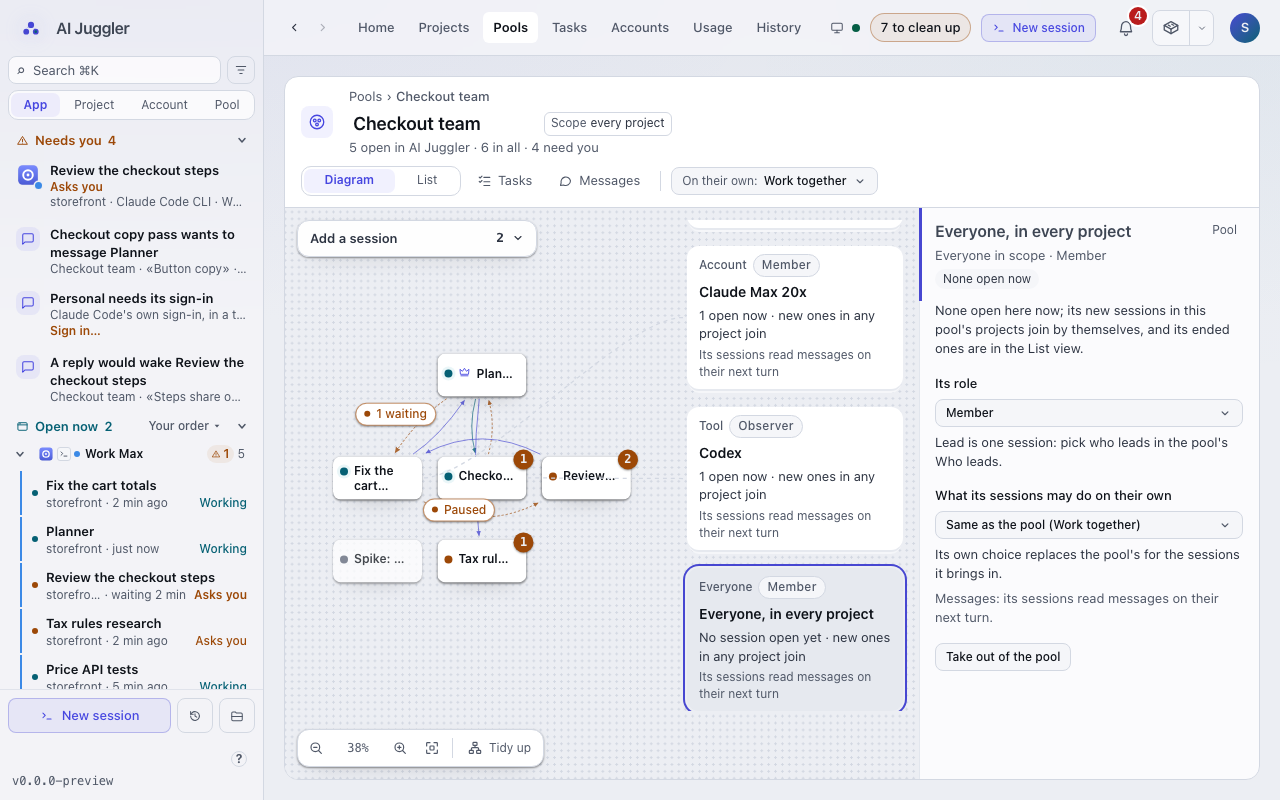 AI Juggler
Search ⌘K
App
Project
Account
Pool
Needs you 4
Review the checkout steps
Asks you
storefront · Claude Code CLI · W...
Checkout copy pass wants to
message Planner
Checkout team · «Button copy» ·...
Personal needs its sign-in
Claude Code's own sign-in, in a t...
Sign in...
A reply would wake Review the
checkout steps
Checkout team · «Steps share o...
Open now 2
Your order
Work Max
1
5
Fix the cart totals
storefront · 2 min ago
Working
Planner
storefront · just now
Working
Review the checkout steps
storefro... · waiting 2 min
Asks you
Tax rules research
storefront · 2 min ago
Asks you
Price API tests
storefront · 5 min ago
Working
New session
?
v0.0.0-preview
Home
Projects
Pools
Tasks
Accounts
Usage
History
7 to clean up
New session
4
S
Pools › Checkout team
Checkout team
Scope every project
5 open in AI Juggler · 6 in all · 4 need you
Diagram
List
Tasks
Messages
On their own: Work together
Add a session
2
Plan...
1 waiting
Fix the
cart...
Checko...
1
Review...
2
Paused
Spike: ...
Tax rul...
1
38%
Tidy up
Account
Member
Claude Max 20x
1 open now · new ones in any
project join
Its sessions read messages on
their next turn
Tool
Observer
Codex
1 open now · new ones in any
project join
Its sessions read messages on
their next turn
Everyone
Member
Everyone, in every project
No session open yet · new ones
in any project join
Its sessions read messages on
their next turn
Everyone, in every project
Pool
Everyone in scope · Member
None open now
None open here now; its new sessions in this
pool's projects join by themselves, and its ended
ones are in the List view.
Its role
Member
Lead is one session: pick who leads in the pool's
Who leads.
What its sessions may do on their own
Same as the pool (Work together)
Its own choice replaces the pool's for the sessions
it brings in.
Messages: its sessions read messages on their
next turn.
Take out of the pool